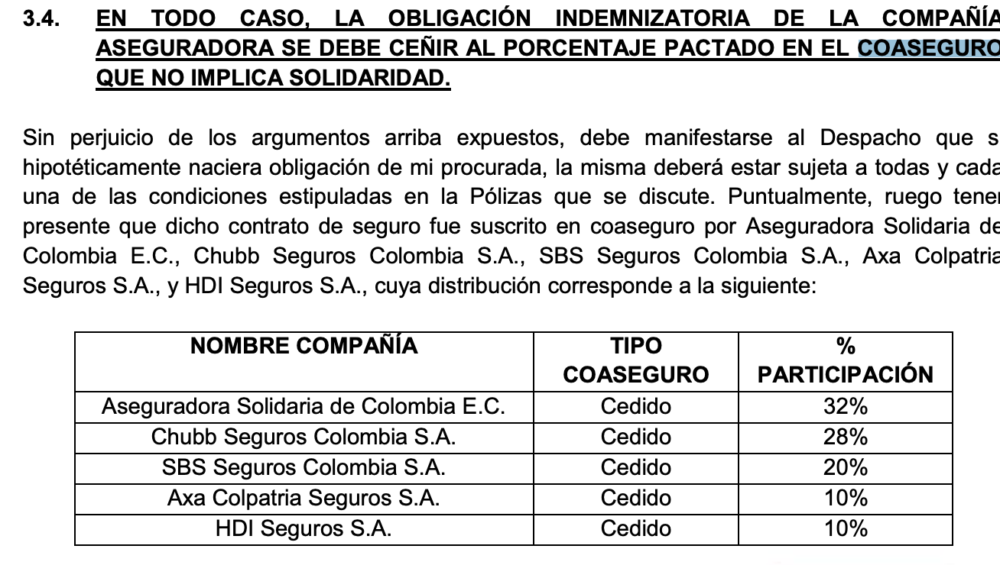 3.4. EN TODO CASO, LA OBLIGACIÓN INDEMNIZATORIA DE LA COMPAÑÍA
ASEGURADORA SE DEBE CEÑIR AL PORCENTAJE PACTADO EN EL COASEGURO
QUE NO IMPLICA SOLIDARIDAD.
Sin perjuicio de los argumentos arriba expuestos, debe manifestarse al Despacho que s
hipotéticamente naciera obligación de mi procurada, la misma deberá estar sujeta a todas y cada
una de las condiciones estipuladas en la Pólizas que se discute. Puntualmente, ruego tener
presente que dicho contrato de seguro fue suscrito en coaseguro por Aseguradora Solidaria de
Colombia E.C., Chubb Seguros Colombia S.A., SBS Seguros Colombia S.A., Axa Colpatria
Seguros S.A., y HDI Seguros S.A., cuya distribución corresponde a la siguiente:
NOMBRE COMPAÑÍA TIPO %
COASEGURO PARTICIPACIÓN
Aseguradora Solidaria de Colombia E.C. Cedido 32%
Chubb Seguros Colombia S.A. Cedido 28%
SBS Seguros Colombia S.A. Cedido 20%
Axa Colpatria Seguros S.A. Cedido 10%
HDI Seguros S.A. Cedido 10%